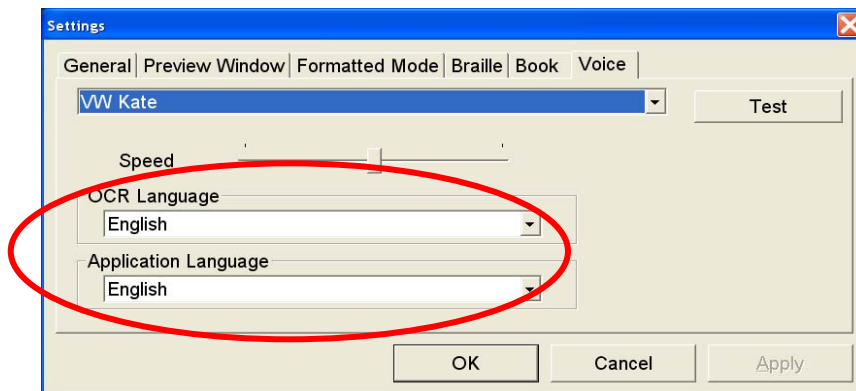 Settings
General Preview Window Formatted Mode Braille Book Voice
VW Kate
Test
Speed
OCR Language
English
Application Language
English
OK Cancel Apply